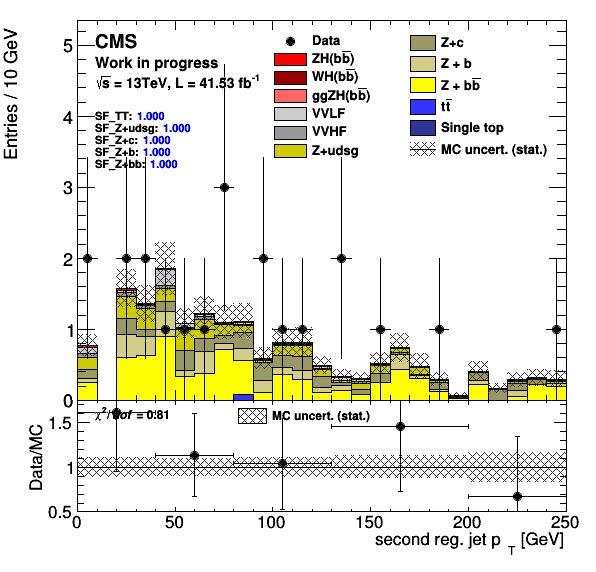 Entries / 10 GeV
5
4
3
2
1
0
CMS
Work in progress
√s = 13TeV, L = 41.53 fb⁻¹
SF_TT: 1.000
SF_Z+udsg: 1.000
SF_Z+c: 1.000
SF_Z+b: 1.000
SF_Z+bb: 1.000
Data
ZH(bb̅)
WH(bb̅)
ggZH(bb̅)
VVLF
VVHF
Z+udsg
Z+c
Z + b
Z + bb̅
tt̅
Single top
MC uncert. (stat.)
Data/MC
1.5
1
0.5
χ²/dof = 0.81
MC uncert. (stat.)
0 50 100 150 200 250
second reg. jet p_T [GeV]